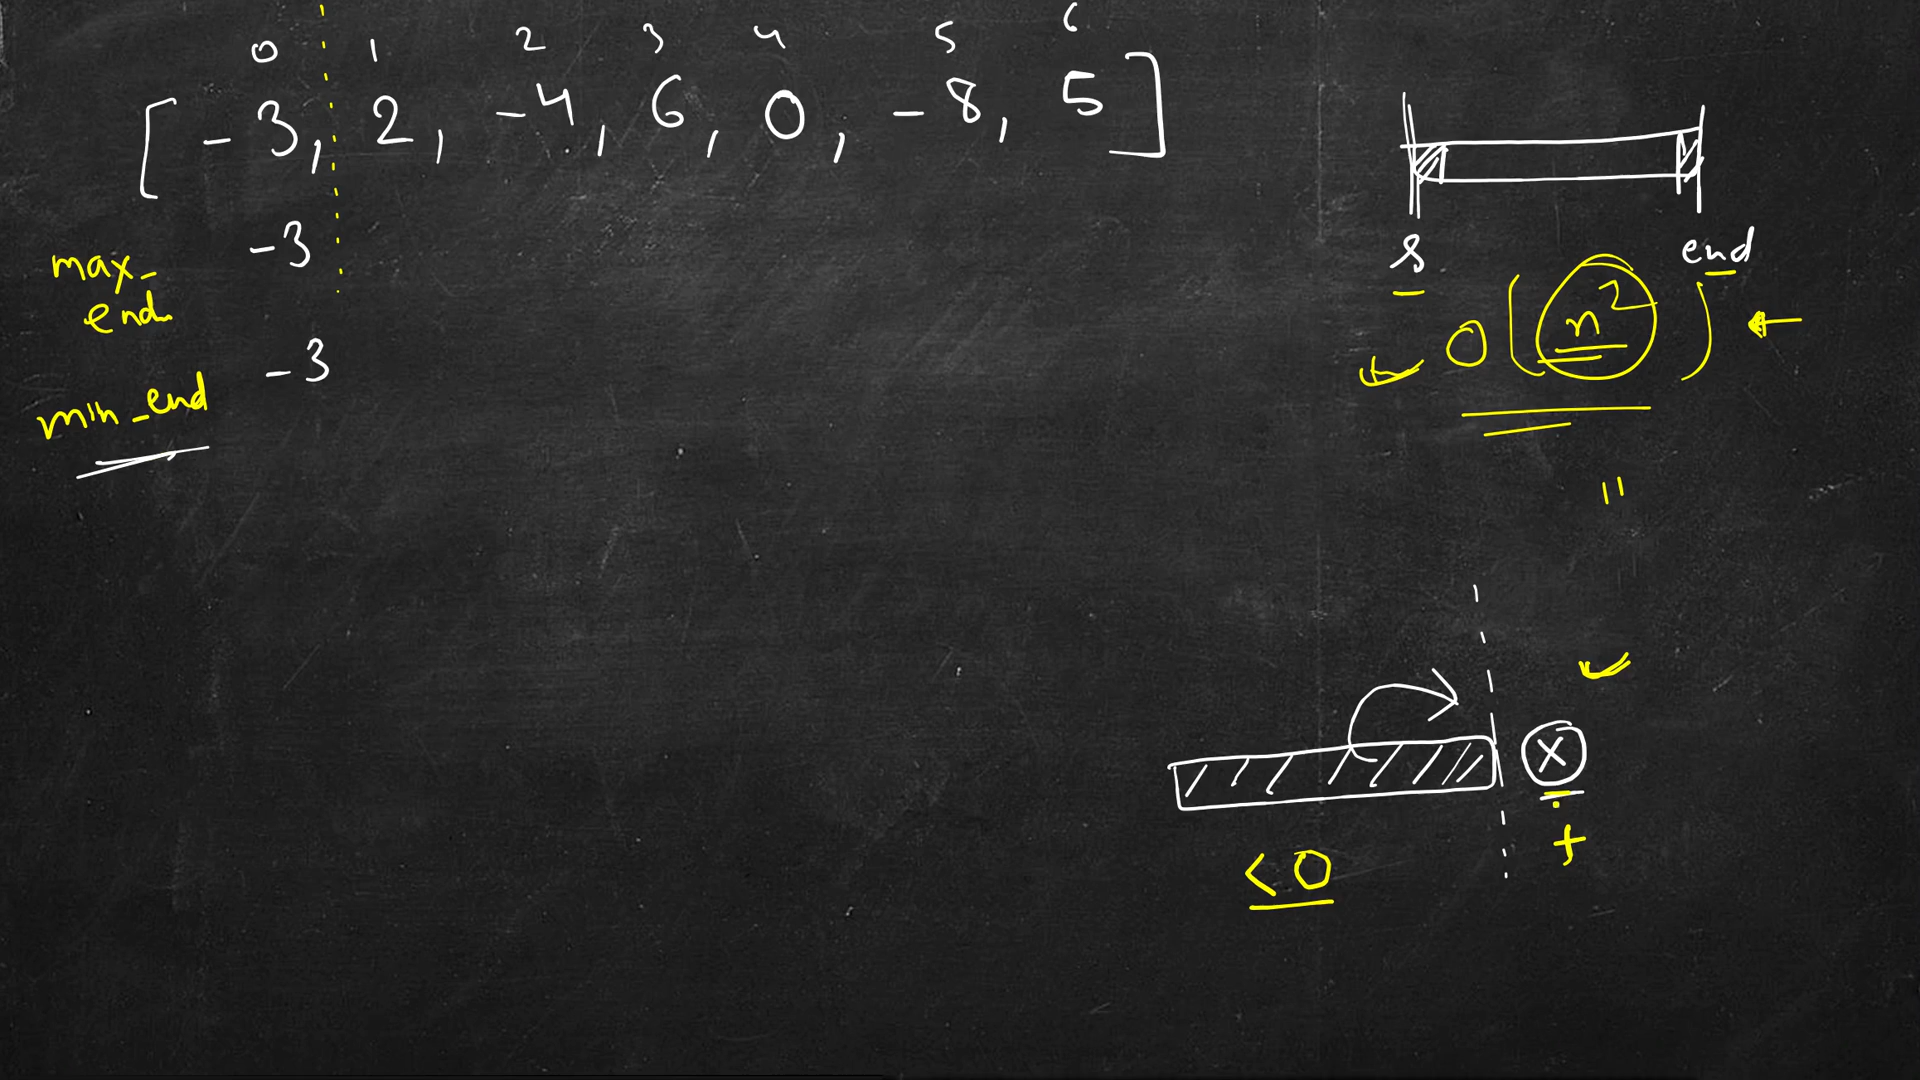 0 1 2 3 4 5 6
[ -3, 2, -4, 6, 0, -8, 5 ]
max_ -3
end
min_end -3
s end
O(n²)
X
+
<0